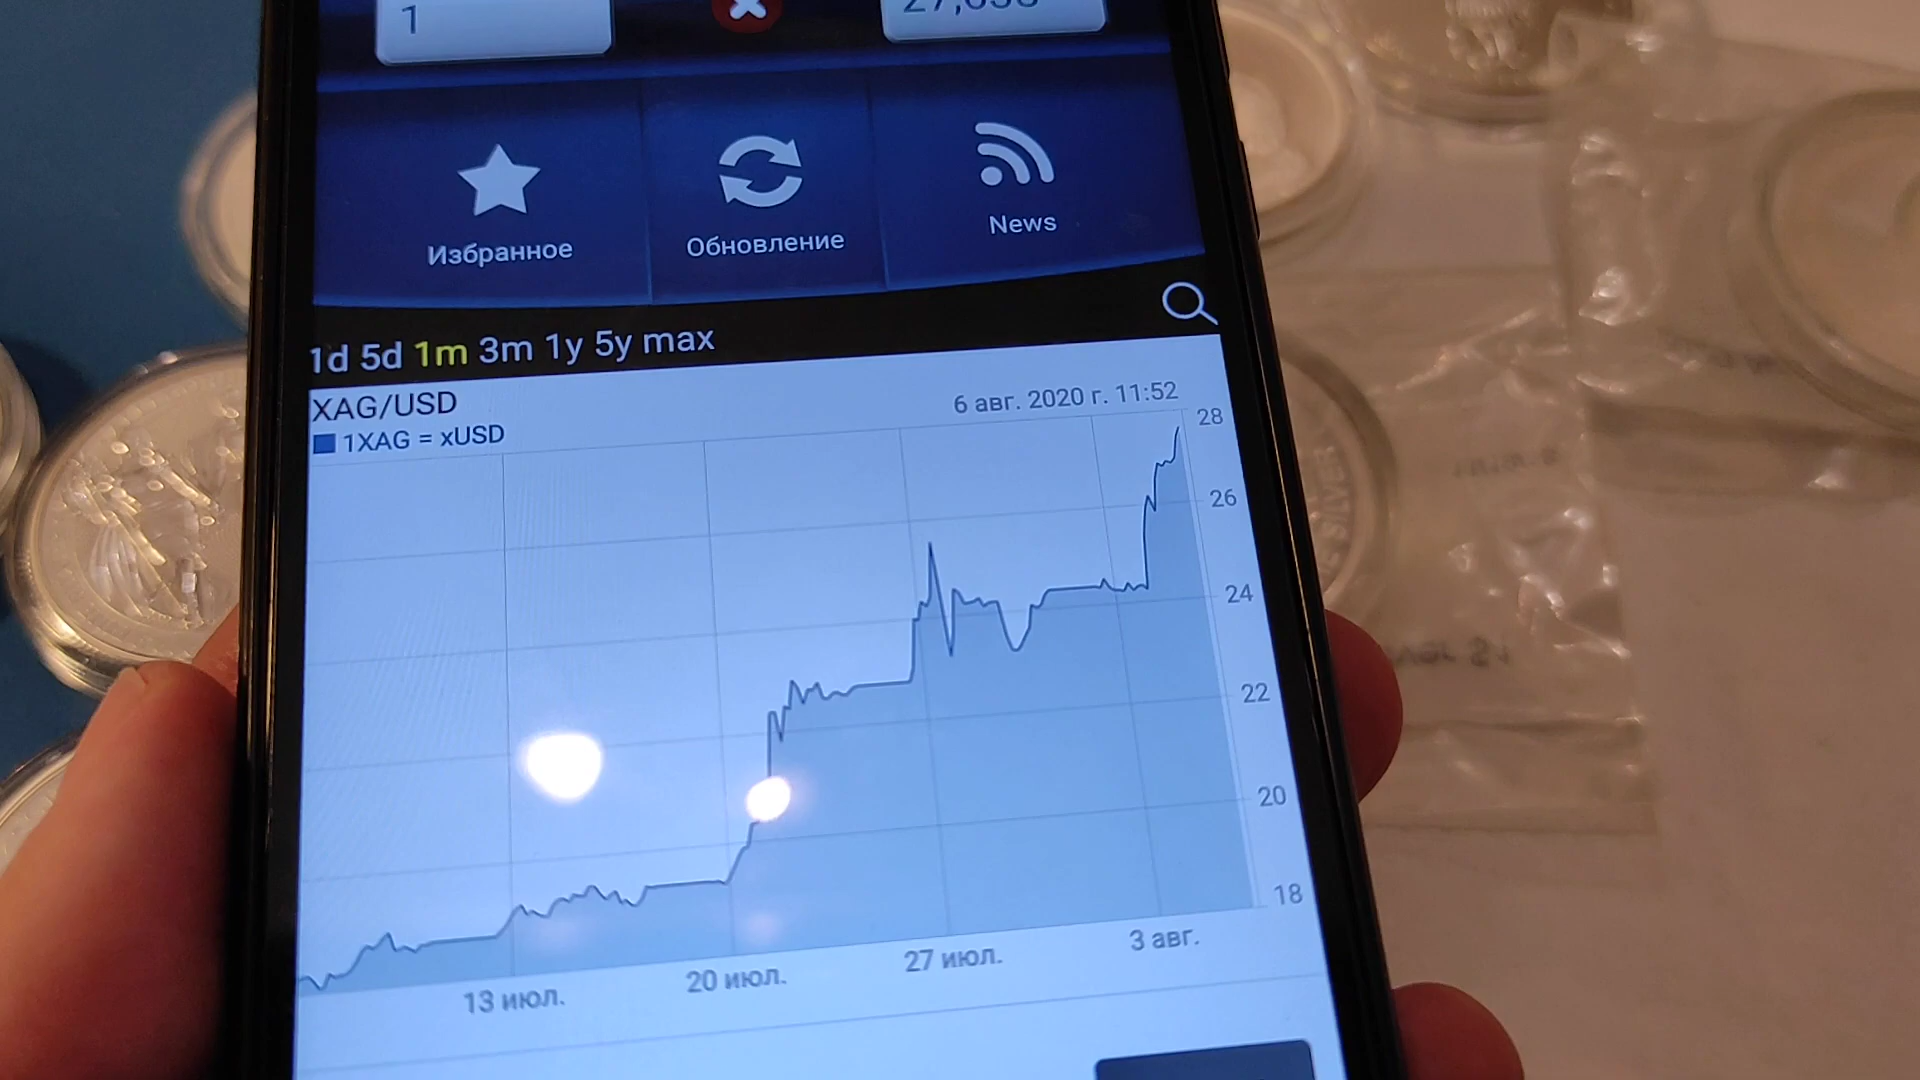 1
Избранное
Обновление
News
1d 5d 1m 3m 1y 5y max
XAG/USD
6 авг. 2020 г. 11:52
1XAG = xUSD
28
26
24
22
20
18
13 июл.
20 июл.
27 июл.
3 авг.